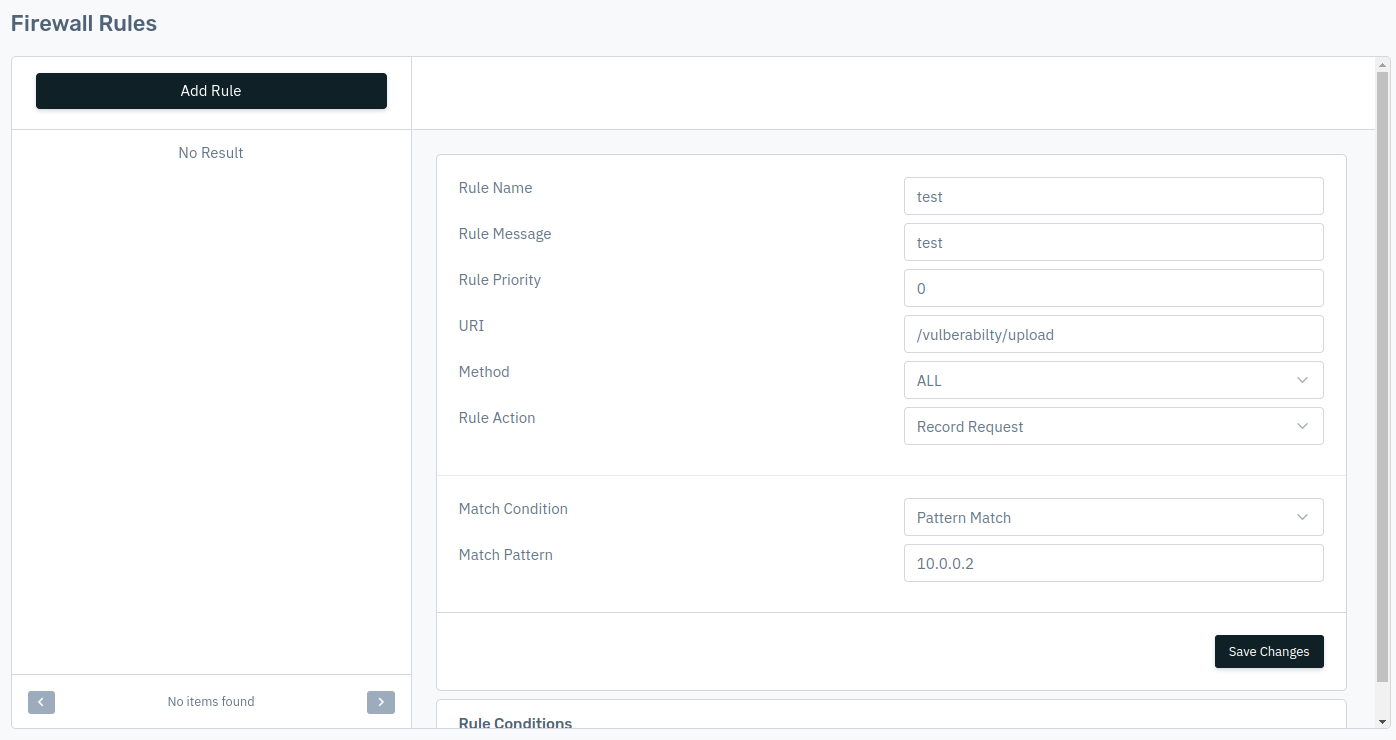 Firewall Rules
Add Rule
No Result
No items found
Rule Name
test
Rule Message
test
Rule Priority
0
URI
/vulberabilty/upload
Method
ALL
Rule Action
Record Request
Match Condition
Pattern Match
Match Pattern
10.0.0.2
Save Changes
Rule Conditions